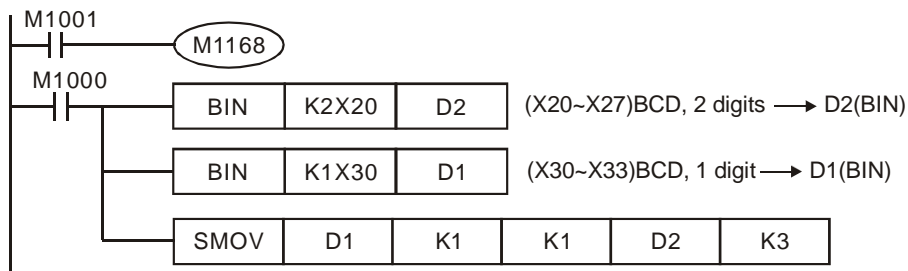 M1001
M1168
M1000
BIN K2X20 D2 (X20~X27)BCD, 2 digits → D2(BIN)
BIN K1X30 D1 (X30~X33)BCD, 1 digit → D1(BIN)
SMOV D1 K1 K1 D2 K3